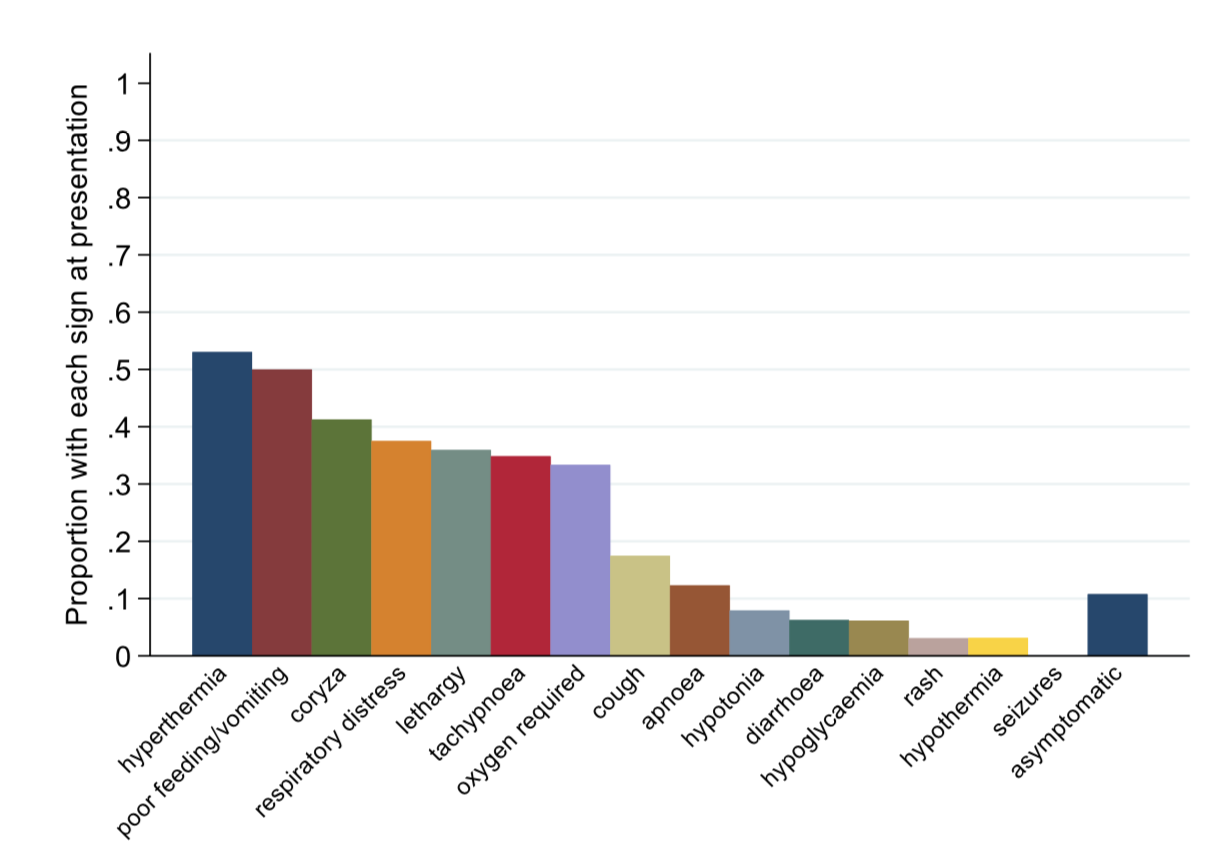 Proportion with each sign at presentation
1
.9
.8
.7
.6
.5
.4
.3
.2
.1
0
hyperthermia
poor feeding/vomiting
coryza
respiratory distress
lethargy
tachypnoea
oxygen required
cough
apnoea
hypotonia
diarrhoea
hypoglycaemia
rash
hypothermia
seizures
asymptomatic